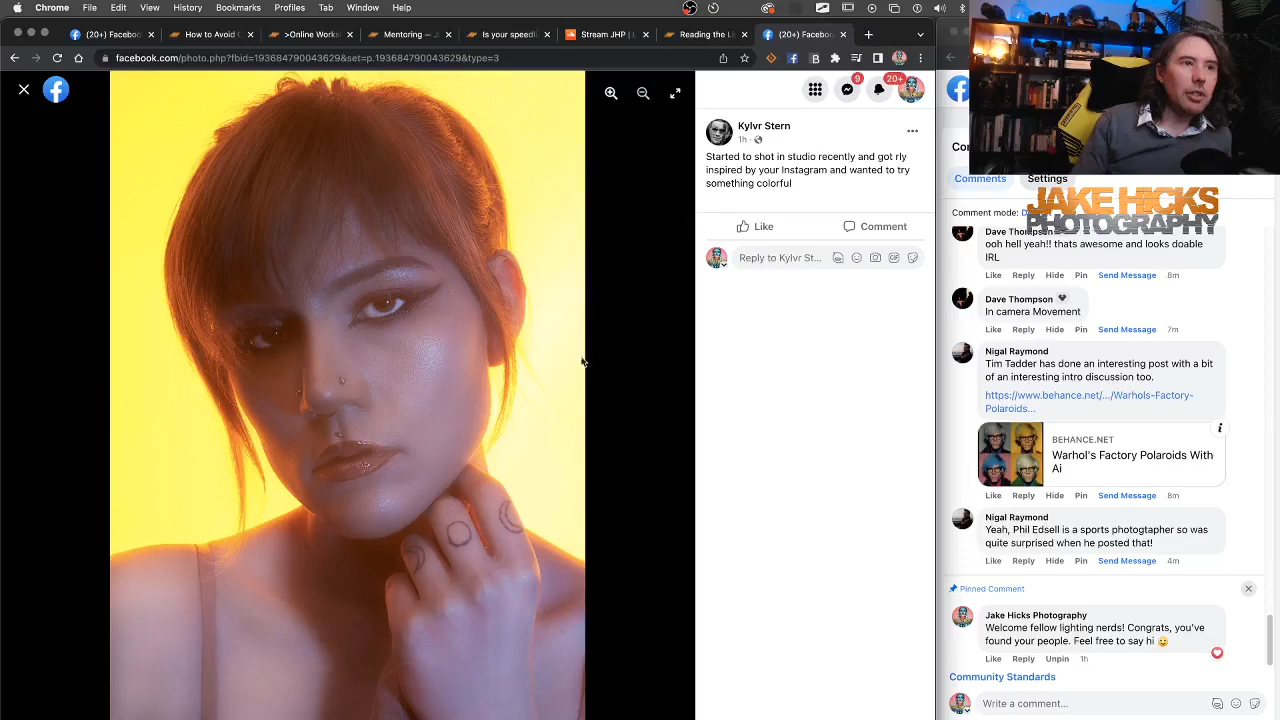 Chrome File Edit View History Bookmarks Profiles Tab Window Help
(20+) Faceboo
How to Avoid C
>Online Works
Mentoring — J
Is your speedli
Stream JHP | L
Reading the Li
(20+) Faceboo
facebook.com/photo.php?fbid=193684790043629&set=p.193684790043629&type=3
9
20+
Kylvr Stern
1h
Started to shot in studio recently and got rly
inspired by your Instagram and wanted to try
something colorful
Like
Comment
Reply to Kylvr St...
Comments
Settings
JAKE HICKS
PHOTOGRAPHY
Comment mode:
Dave Thompson
ooh hell yeah!! thats awesome and looks doable
IRL
Like Reply Hide Pin Send Message 8m
Dave Thompson
In camera Movement
Like Reply Hide Pin Send Message 7m
Nigal Raymond
Tim Tadder has done an interesting post with a bit
of an interesting intro discussion too.
https://www.behance.net/.../Warhols-Factory-
Polaroids...
BEHANCE.NET
Warhol's Factory Polaroids With
Ai
Like Reply Hide Pin Send Message 8m
Nigal Raymond
Yeah, Phil Edsell is a sports photogtapher so was
quite surprised when he posted that!
Like Reply Hide Pin Send Message 4m
Pinned Comment
Jake Hicks Photography
Welcome fellow lighting nerds! Congrats, you've
found your people. Feel free to say hi
Like Reply Unpin 1h
Community Standards
Write a comment...